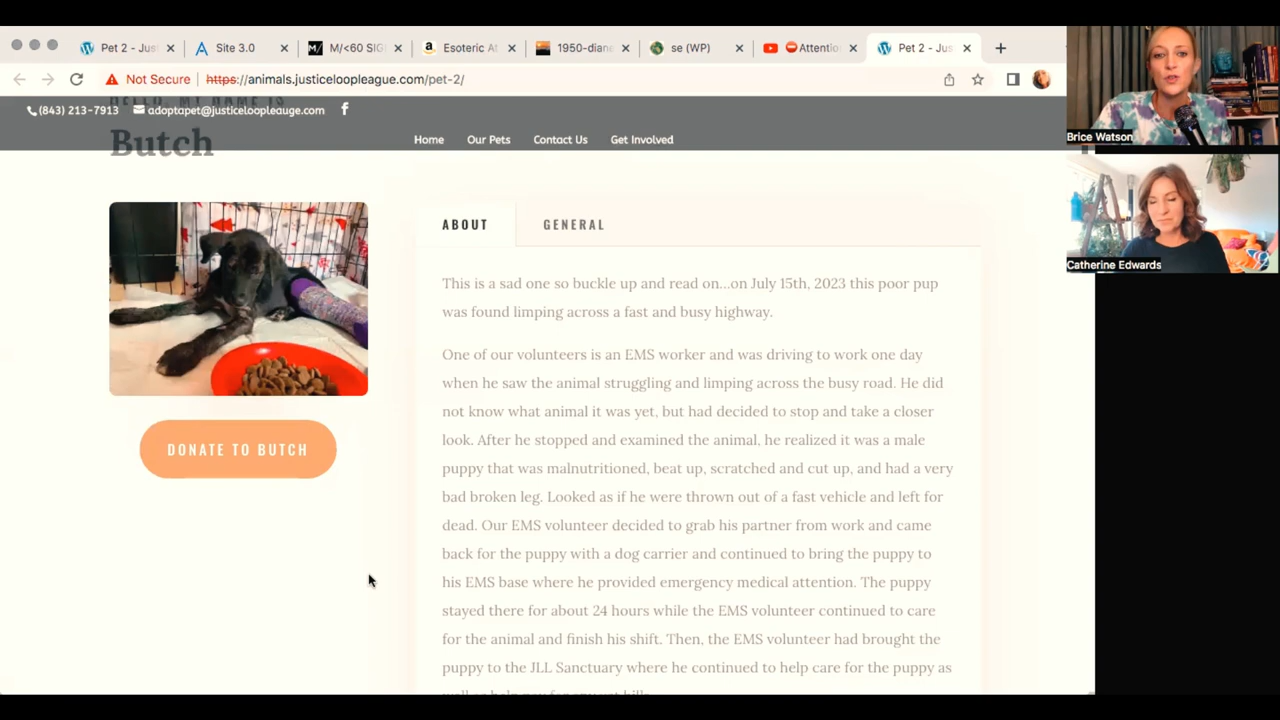 Pet 2 - Jus
Site 3.0
M/<60 SIG
Esoteric At
1950-diane
se (WP)
Attentio
Pet 2 - Jus
Not Secure
https://animals.justiceloopleague.com/pet-2/
HELLO, MY NAME IS
(843) 213-7913
adoptapet@justiceloopleauge.com
Butch
Home
Our Pets
Contact Us
Get Involved
Brice Watson
Catherine Edwards
ABOUT
GENERAL
DONATE TO BUTCH
This is a sad one so buckle up and read on...on July 15th, 2023 this poor pup
was found limping across a fast and busy highway.
One of our volunteers is an EMS worker and was driving to work one day
when he saw the animal struggling and limping across the busy road. He did
not know what animal it was yet, but had decided to stop and take a closer
look. After he stopped and examined the animal, he realized it was a male
puppy that was malnutritioned, beat up, scratched and cut up, and had a very
bad broken leg. Looked as if he were thrown out of a fast vehicle and left for
dead. Our EMS volunteer decided to grab his partner from work and came
back for the puppy with a dog carrier and continued to bring the puppy to
his EMS base where he provided emergency medical attention. The puppy
stayed there for about 24 hours while the EMS volunteer continued to care
for the animal and finish his shift. Then, the EMS volunteer had brought the
puppy to the JLL Sanctuary where he continued to help care for the puppy as